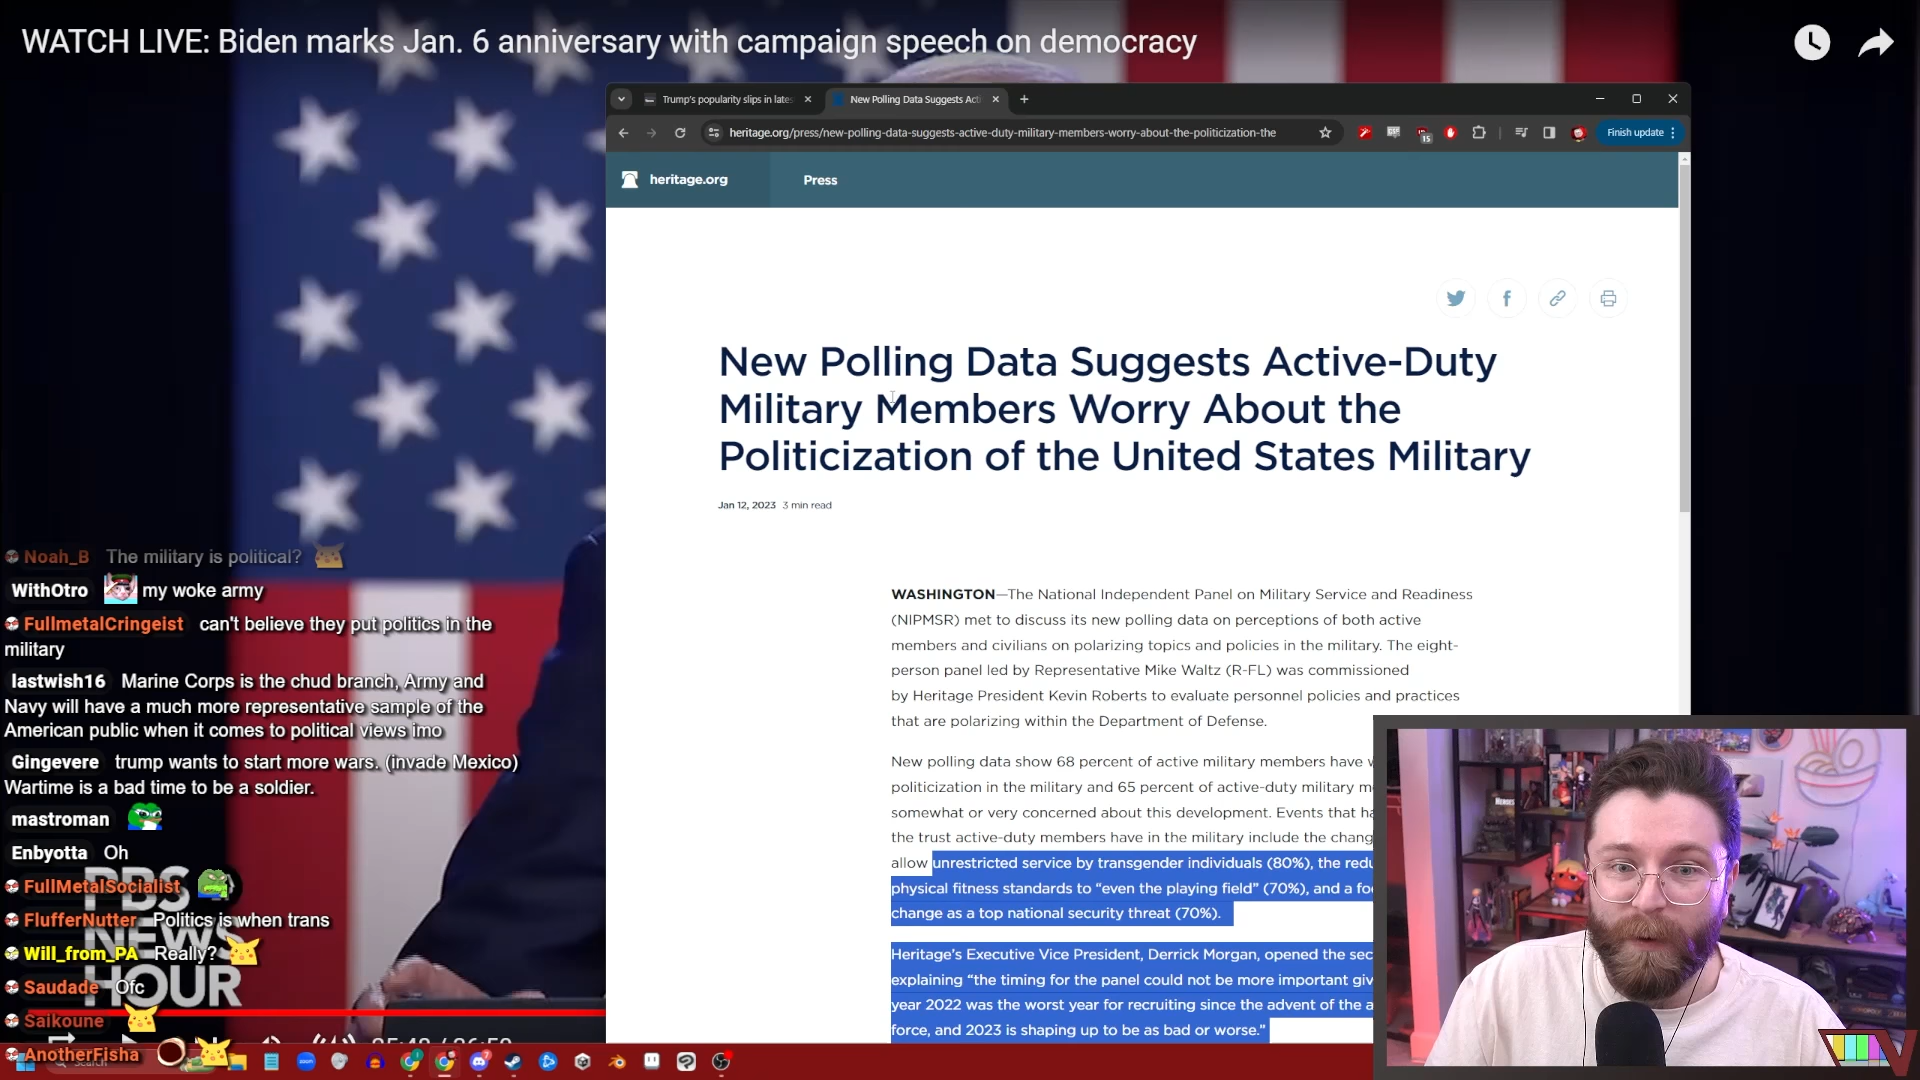 WATCH LIVE: Biden marks Jan. 6 anniversary with campaign speech on democracy
Trump's popularity slips in lates
New Polling Data Suggests Acti
heritage.org/press/new-polling-data-suggests-active-duty-military-members-worry-about-the-politicization-the
15
Finish update
heritage.org
Press
New Polling Data Suggests Active-Duty
Military Members Worry About the
Politicization of the United States Military
Jan 12, 2023 3 min read
WASHINGTON—The National Independent Panel on Military Service and Readiness
(NIPMSR) met to discuss its new polling data on perceptions of both active
members and civilians on polarizing topics and policies in the military. The eight-
person panel led by Representative Mike Waltz (R-FL) was commissioned
by Heritage President Kevin Roberts to evaluate personnel policies and practices
that are polarizing within the Department of Defense.
New polling data show 68 percent of active military members have
politicization in the military and 65 percent of active-duty military
somewhat or very concerned about this development. Events that
the trust active-duty members have in the military include the
allow unrestricted service by transgender individuals (80%), the
physical fitness standards to “even the playing field” (70%), and a
change as a top national security threat (70%).
Heritage’s Executive Vice President, Derrick Morgan, opened the
explaining “the timing for the panel could not be more important
year 2022 was the worst year for recruiting since the advent of the
force, and 2023 is shaping up to be as bad or worse.”
Noah_B The military is political?
WithOtro my woke army
FullmetalCringeist can't believe they put politics in the
military
lastwish16 Marine Corps is the chud branch, Army and
Navy will have a much more representative sample of the
American public when it comes to political views imo
Gingevere trump wants to start more wars. (invade Mexico)
Wartime is a bad time to be a soldier.
mastroman
Enbyotta Oh
FullMetalSocialist
FlufferNutter Politics is when trans
Will_from_PA Really?
Saudade Ofc
Saikoune
AnotherFisha
PBS
NEWS
HOUR
Search